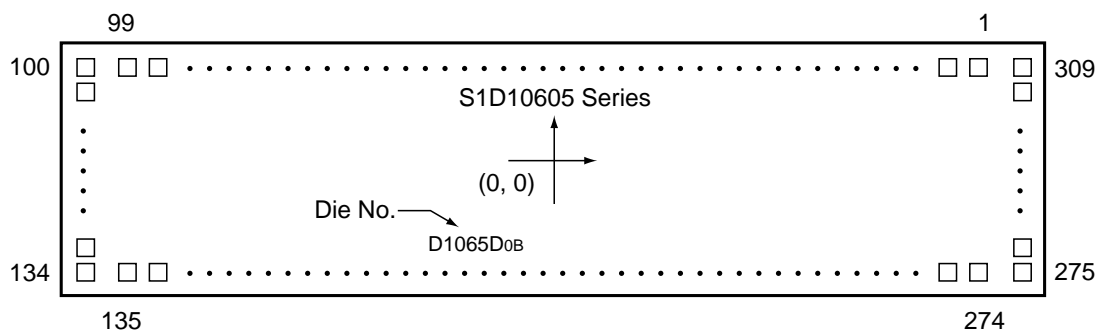 99 1
100 309
S1D10605 Series
(0, 0)
Die No.
D1065D0B
134 275
135 274